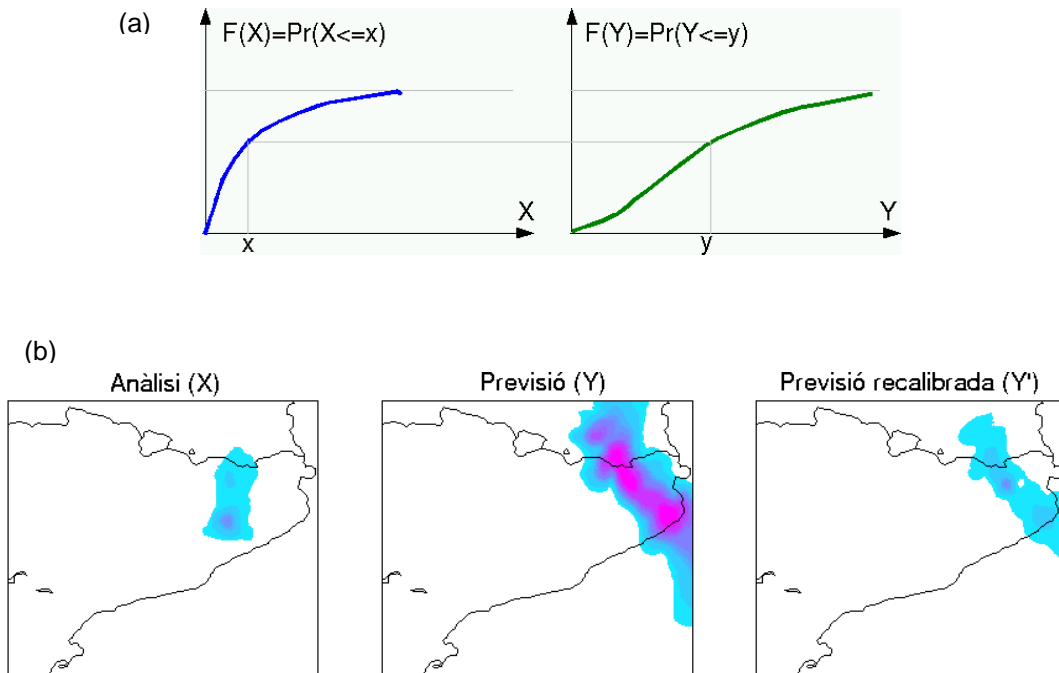 (a)
F(X)=Pr(X<=x)
F(Y)=Pr(Y<=y)
X
Y
x
y
(b)
Anàlisi (X)
Previsió (Y)
Previsió recalibrada (Y')